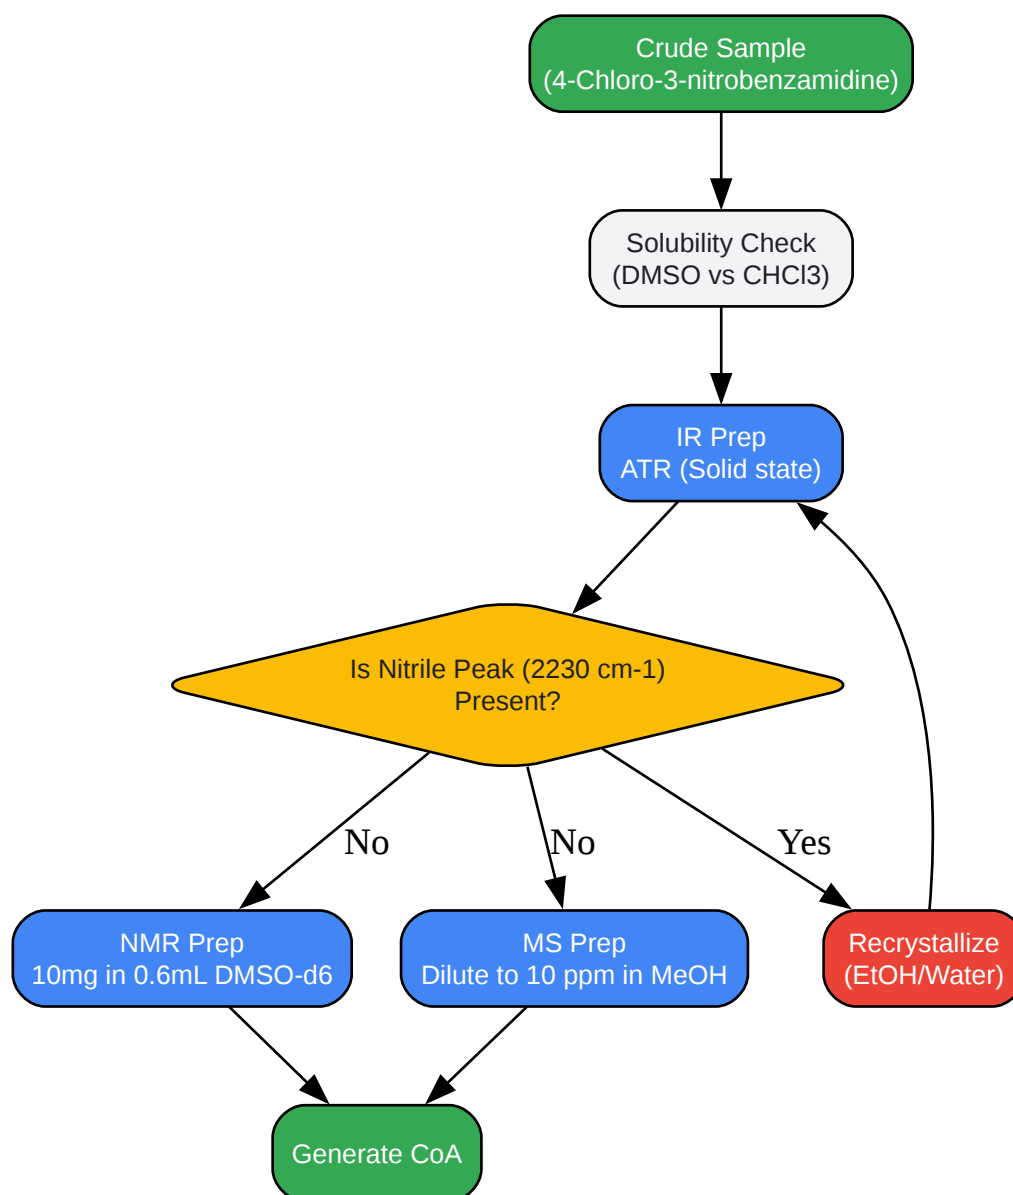 Crude Sample
(4-Chloro-3-nitrobenzamidine)
Solubility Check
(DMSO vs CHCl3)
IR Prep
ATR (Solid state)
Is Nitrile Peak (2230 cm-1)
Present?
No
No
Yes
NMR Prep
10mg in 0.6mL DMSO-d6
MS Prep
Dilute to 10 ppm in MeOH
Recrystallize
(EtOH/Water)
Generate CoA